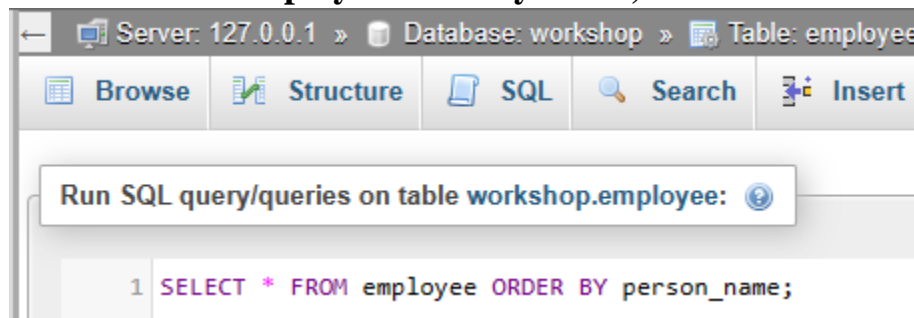 Server: 127.0.0.1 » Database: workshop » Table: employee
Browse Structure SQL Search Insert
Run SQL query/queries on table workshop.employee:
1 SELECT * FROM employee ORDER BY person_name;